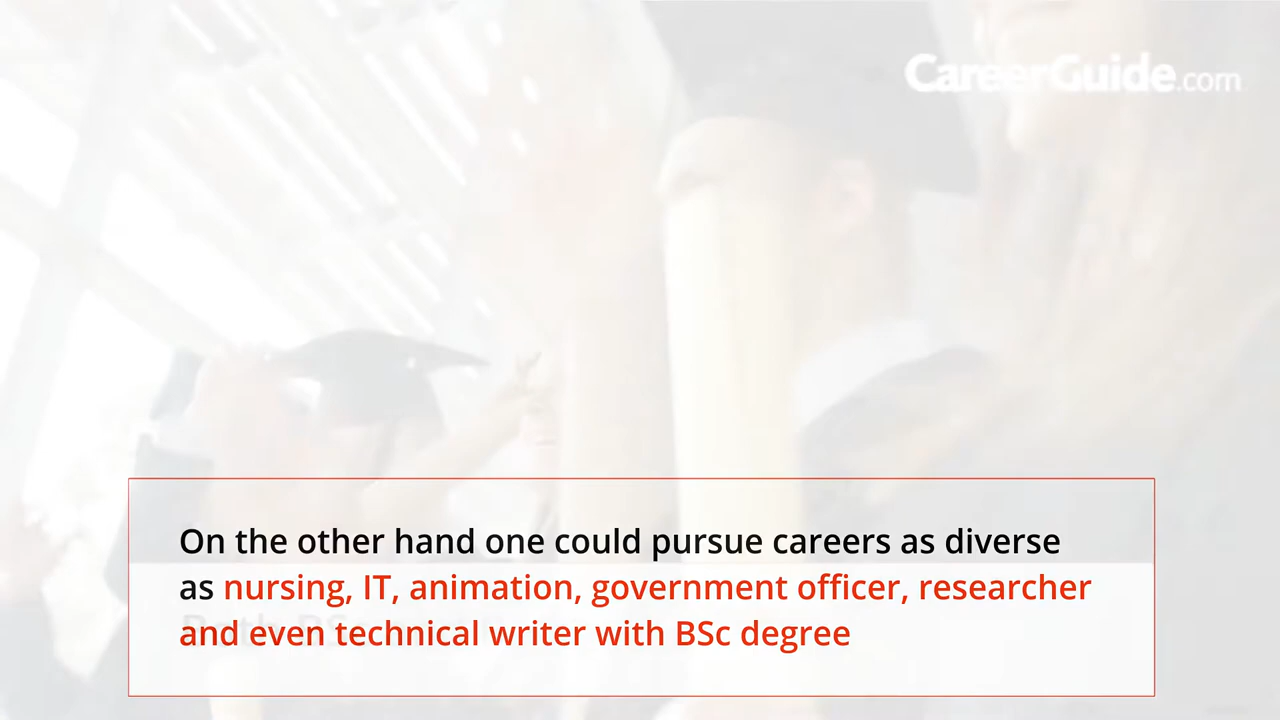 CareerGuide.com
On the other hand one could pursue careers as diverse
as nursing, IT, animation, government officer, researcher
and even technical writer with BSc degree